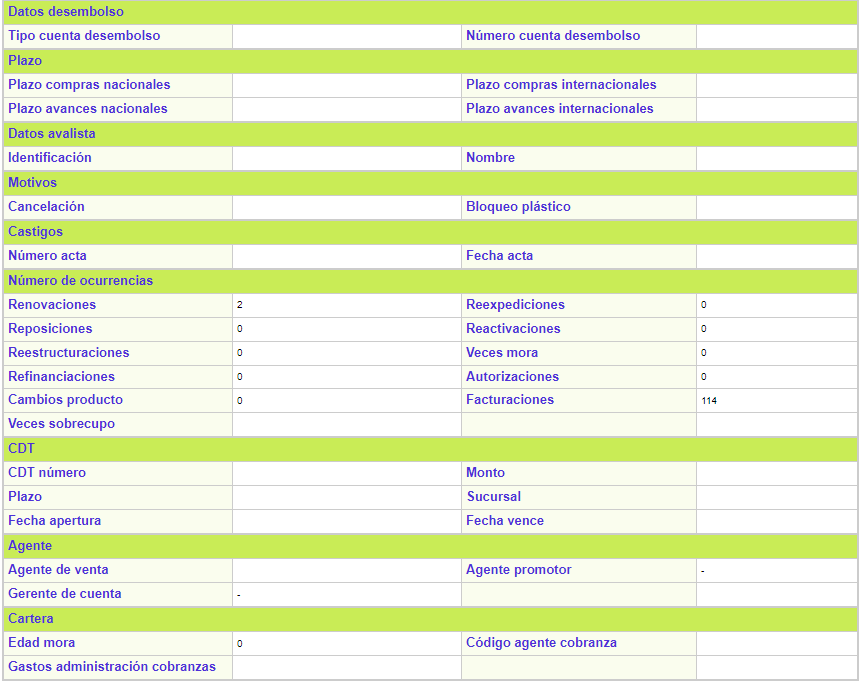 Datos desembolso
Tipo cuenta desembolso Número cuenta desembolso
Plazo
Plazo compras nacionales Plazo compras internacionales
Plazo avances nacionales Plazo avances internacionales
Datos avalista
Identificación Nombre
Motivos
Cancelación Bloqueo plástico
Castigos
Número acta Fecha acta
Número de ocurrencias
Renovaciones 2 Reexpediciones 0
Reposiciones 0 Reactivaciones 0
Reestructuraciones 0 Veces mora 0
Refinanciaciones 0 Autorizaciones 0
Cambios producto 0 Facturaciones 114
Veces sobrecupo
CDT
CDT número Monto
Plazo Sucursal
Fecha apertura Fecha vence
Agente
Agente de venta Agente promotor -
Gerente de cuenta -
Cartera
Edad mora 0 Código agente cobranza
Gastos administración cobranzas